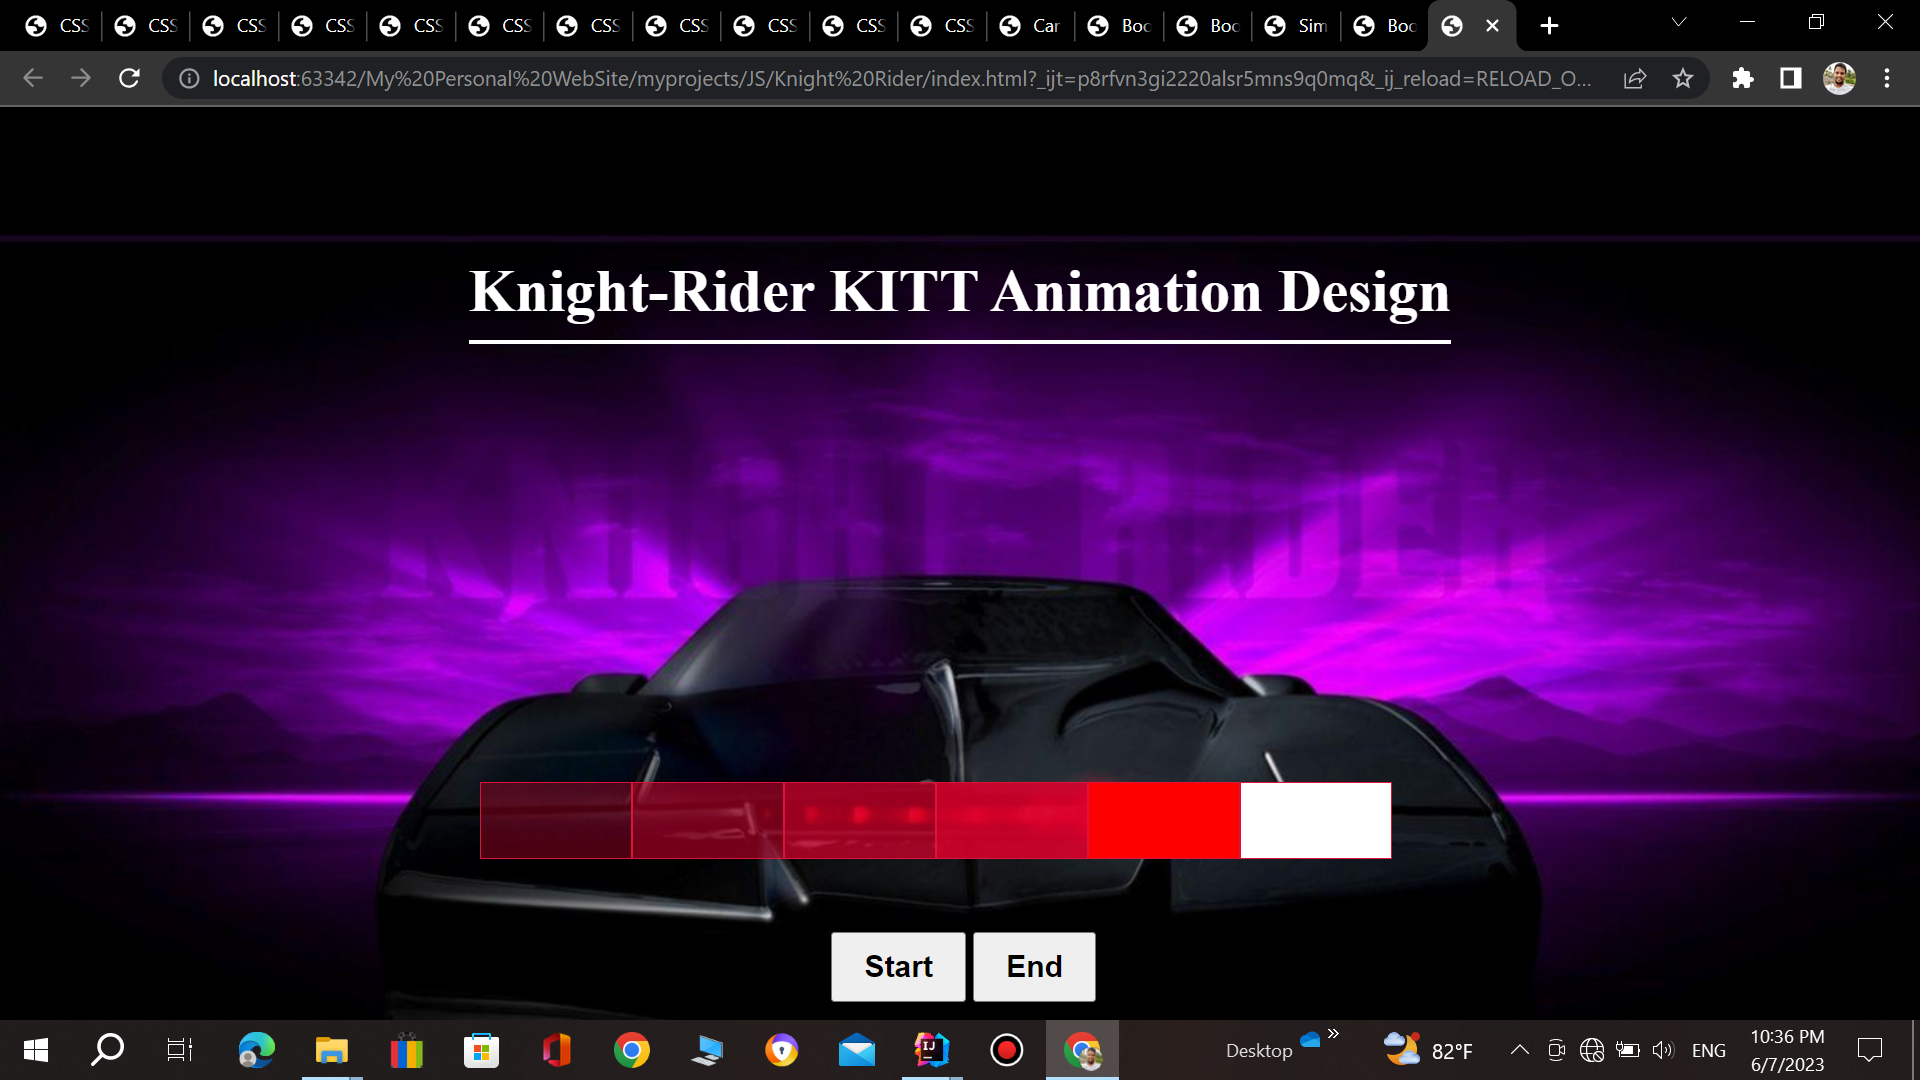 CSS CSS CSS CSS CSS CSS CSS CSS CSS CSS CSS Car Boo Boo Sim Boo
localhost:63342/My%20Personal%20WebSite/myprojects/JS/Knight%20Rider/index.html?_ijt=p8rfvn3gi2220alsr5mns9q0mq&_ij_reload=RELOAD_O...
Knight-Rider KITT Animation Design
KNIGHT RIDER
Start End
Desktop
82°F
ENG
10:36 PM
6/7/2023